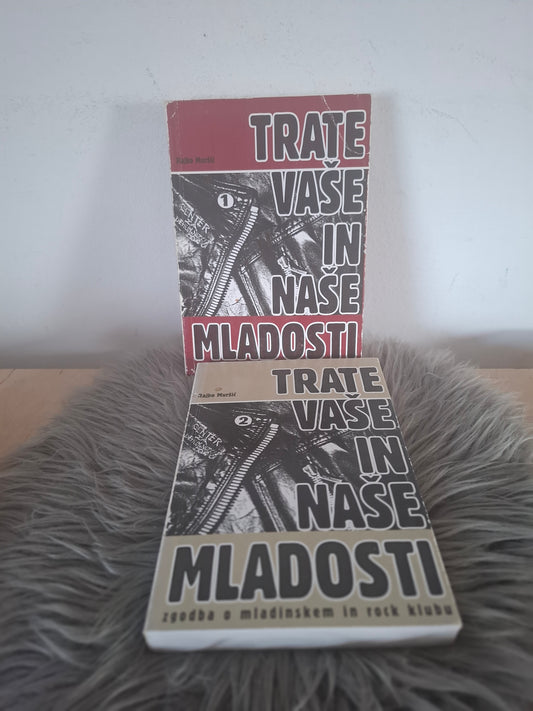 TRATE
Rajko Muršič
VAŠE
1
IN
NAŠE
MLADOSTI
TRATE
Rajko Muršič
VAŠE
2
CENTER
IN
NAŠE
MLADOSTI
zgodba o mladinskem in rock klubu